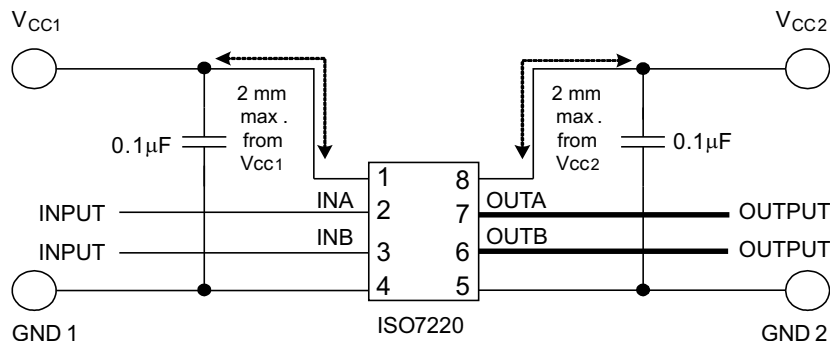 VCC1
VCC2
2 mm
max .
from
VCC1
2 mm
max .
from
VCC2
0.1μF
0.1μF
1
8
INPUT
INA
2
7
OUTA
OUTPUT
INPUT
INB
3
6
OUTB
OUTPUT
4
5
GND 1
ISO7220
GND 2